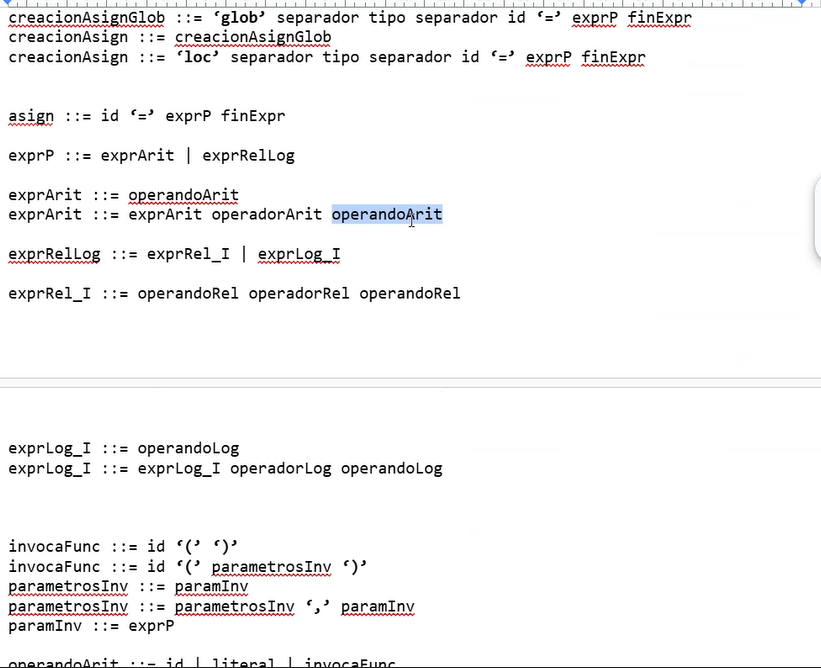 creacionAsignGlob ::= ‘glob’ separador tipo separador id ‘=’ exprP finExpr
creacionAsign ::= creacionAsignGlob
creacionAsign ::= ‘loc’ separador tipo separador id ‘=’ exprP finExpr
asign ::= id ‘=’ exprP finExpr
exprP ::= exprArit | exprRelLog
exprArit ::= operandoArit
exprArit ::= exprArit operadorArit operandoArit
exprRelLog ::= exprRel_I | exprLog_I
exprRel_I ::= operandoRel operadorRel operandoRel
exprLog_I ::= operandoLog
exprLog_I ::= exprLog_I operadorLog operandoLog
invocaFunc ::= id ‘(’ ‘)’
invocaFunc ::= id ‘(’ parametrosInv ‘)’
parametrosInv ::= paramInv
parametrosInv ::= parametrosInv ‘,’ paramInv
paramInv ::= exprP
operandoArit ::= id | literal | invocaFunc